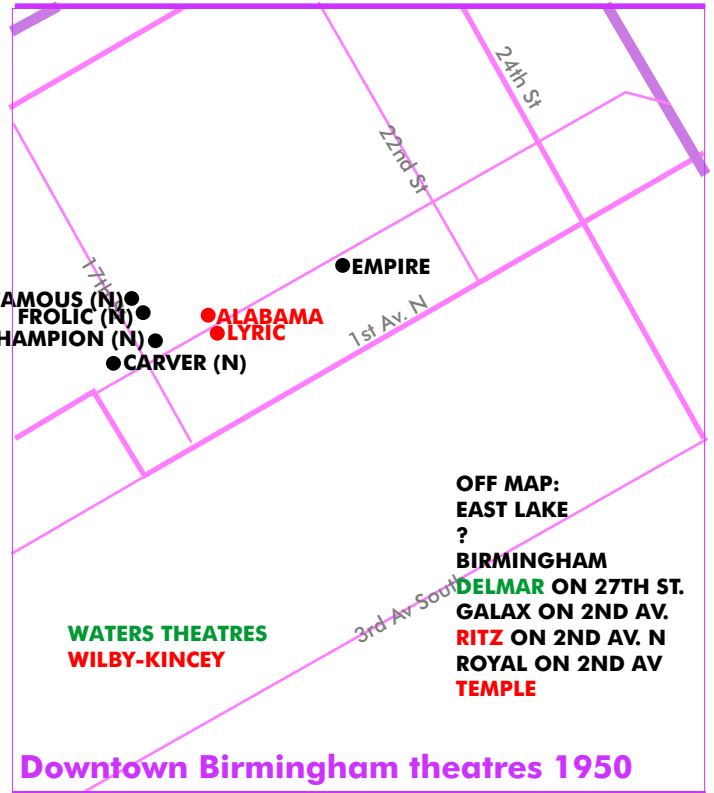 24th St
22nd St
17th
EMPIRE
FAMOUS (N)
FROLIC (N)
ALABAMA
LYRIC
1st Av. N
HAMPION (N)
CARVER (N)
OFF MAP:
EAST LAKE
?
BIRMINGHAM
DELMAR ON 27TH ST.
GALAX ON 2ND AV.
RITZ ON 2ND AV. N
ROYAL ON 2ND AV
TEMPLE
3rd Av South
WATERS THEATRES
WILBY-KINCEY
Downtown Birmingham theatres 1950